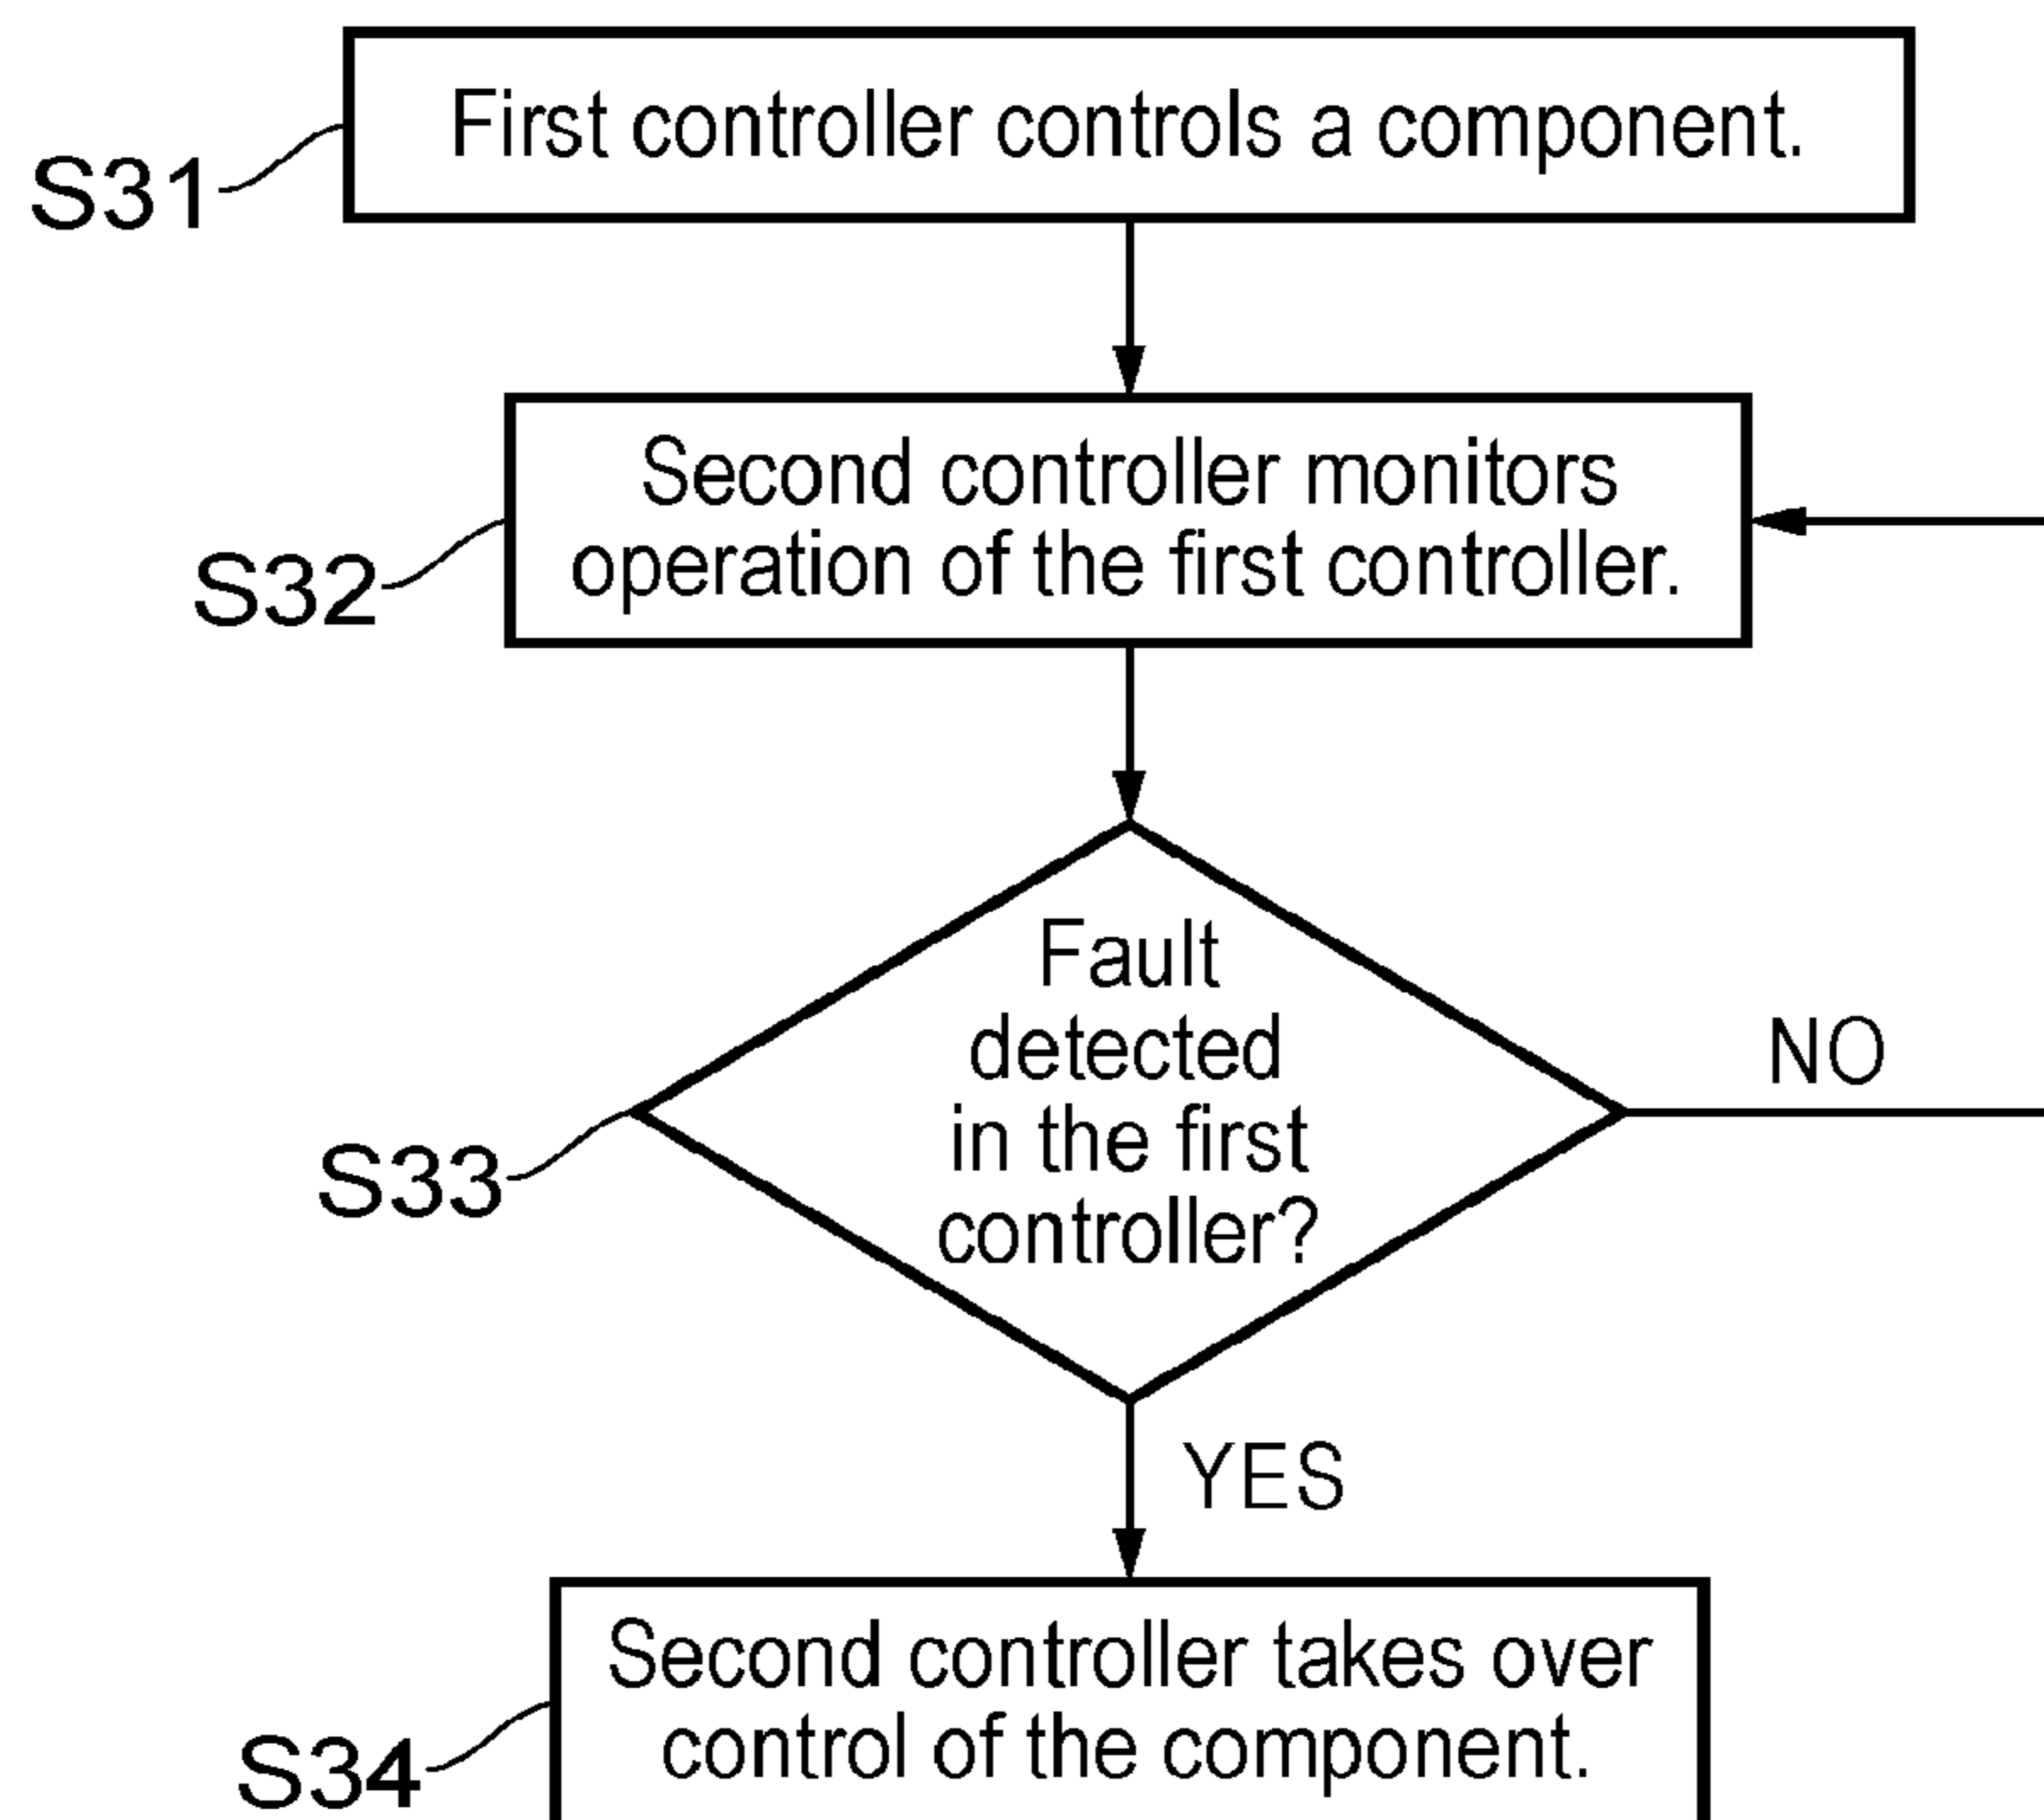 First controller controls a component.
S31
Second controller monitors
operation of the first controller.
S32
Fault
detected
in the first
controller?
NO
S33
YES
Second controller takes over
control of the component.
S34